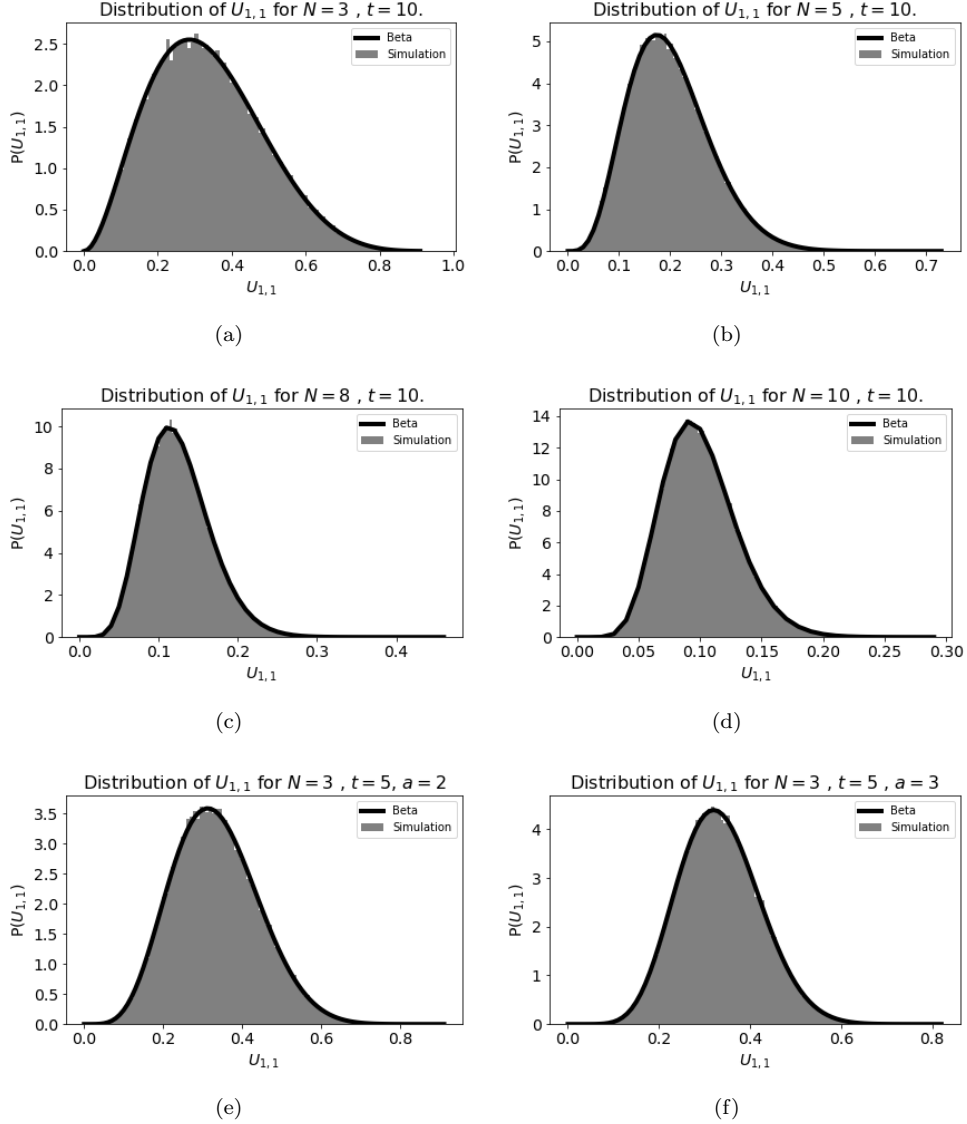 Distribution of U₁,₁ for N = 3 , t = 10.
P(U₁,₁)
2.5
2.0
1.5
1.0
0.5
0.0
Beta
Simulation
0.0 0.2 0.4 0.6 0.8 1.0
U₁,₁
(a)
Distribution of U₁,₁ for N = 5 , t = 10.
P(U₁,₁)
5
4
3
2
1
0
Beta
Simulation
0.0 0.1 0.2 0.3 0.4 0.5 0.6 0.7
U₁,₁
(b)
Distribution of U₁,₁ for N = 8 , t = 10.
P(U₁,₁)
10
8
6
4
2
0
Beta
Simulation
0.0 0.1 0.2 0.3 0.4
U₁,₁
(c)
Distribution of U₁,₁ for N = 10 , t = 10.
P(U₁,₁)
14
12
10
8
6
4
2
0
Beta
Simulation
0.00 0.05 0.10 0.15 0.20 0.25 0.30
U₁,₁
(d)
Distribution of U₁,₁ for N = 3 , t = 5, a = 2
P(U₁,₁)
3.5
3.0
2.5
2.0
1.5
1.0
0.5
0.0
Beta
Simulation
0.0 0.2 0.4 0.6 0.8
U₁,₁
(e)
Distribution of U₁,₁ for N = 3 , t = 5 , a = 3
P(U₁,₁)
4
3
2
1
0
Beta
Simulation
0.0 0.2 0.4 0.6 0.8
U₁,₁
(f)